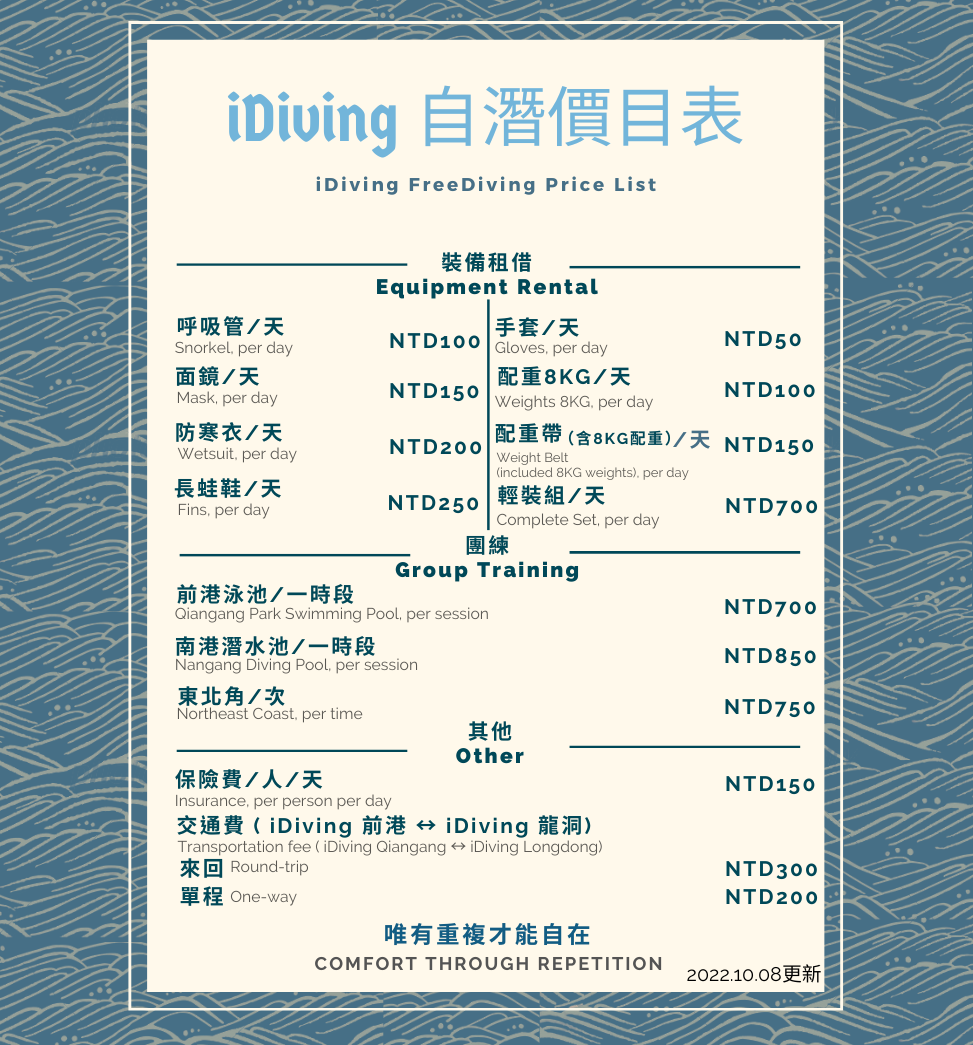 iDiving 自潛價目表
iDiving FreeDiving Price List
裝備租借
Equipment Rental
呼吸管/天
Snorkel, per day
NTD100
面鏡/天
Mask, per day
NTD150
防寒衣/天
Wetsuit, per day
NTD200
長蛙鞋/天
Fins, per day
NTD250
手套/天
Gloves, per day
NTD50
配重8KG/天
Weights 8KG, per day
NTD100
配重帶(含8KG配重)/天
Weight Belt
(included 8KG weights), per day
NTD150
輕裝組/天
Complete Set, per day
NTD700
團練
Group Training
前港泳池/一時段
Qiangang Park Swimming Pool, per session
NTD700
南港潛水池/一時段
Nangang Diving Pool, per session
NTD850
東北角/次
Northeast Coast, per time
NTD750
其他
Other
保險費/人/天
Insurance, per person per day
NTD150
交通費 ( iDiving 前港 ↔ iDiving 龍洞)
Transportation fee ( iDiving Qiangang ↔ iDiving Longdong)
來回 Round-trip NTD300
單程 One-way NTD200
唯有重複才能自在
COMFORT THROUGH REPETITION
2022.10.08更新